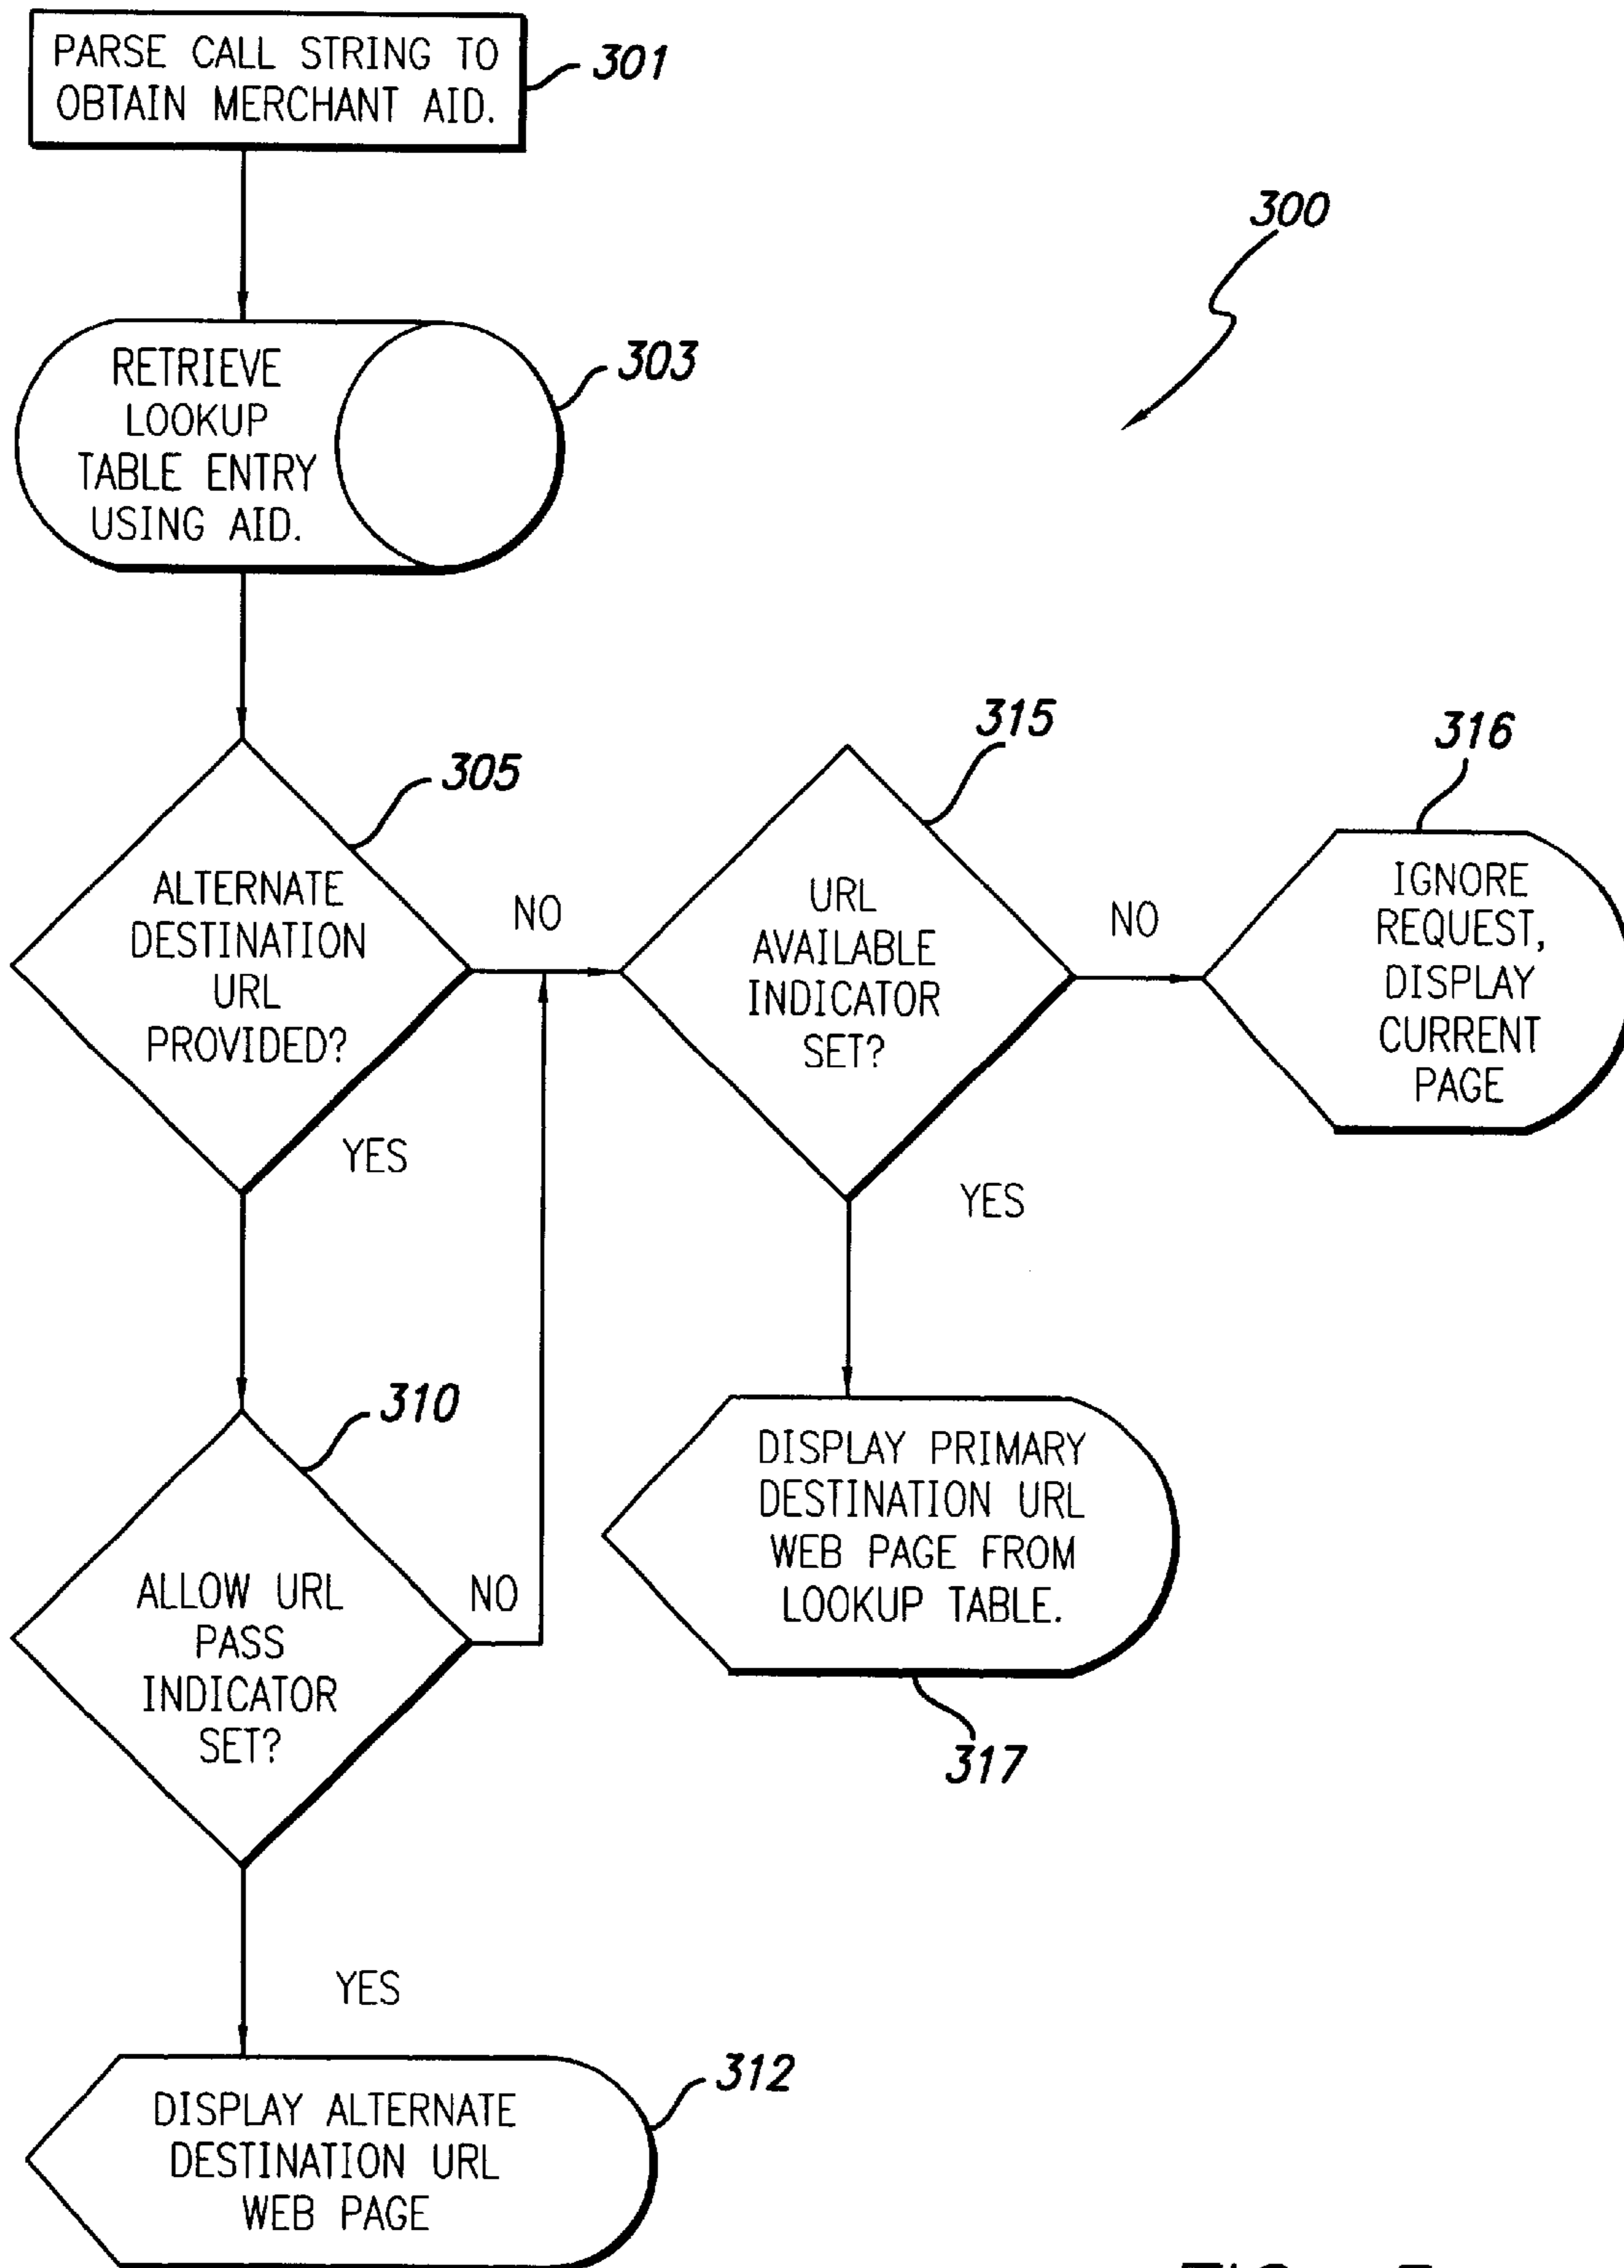 PARSE CALL STRING TO
OBTAIN MERCHANT AID.
301
300
RETRIEVE
LOOKUP
TABLE ENTRY
USING AID.
303
305
ALTERNATE
DESTINATION
URL
PROVIDED?
NO
YES
315
URL
AVAILABLE
INDICATOR
SET?
NO
YES
316
IGNORE
REQUEST,
DISPLAY
CURRENT
PAGE
310
ALLOW URL
PASS
INDICATOR
SET?
NO
YES
DISPLAY PRIMARY
DESTINATION URL
WEB PAGE FROM
LOOKUP TABLE.
317
312
DISPLAY ALTERNATE
DESTINATION URL
WEB PAGE